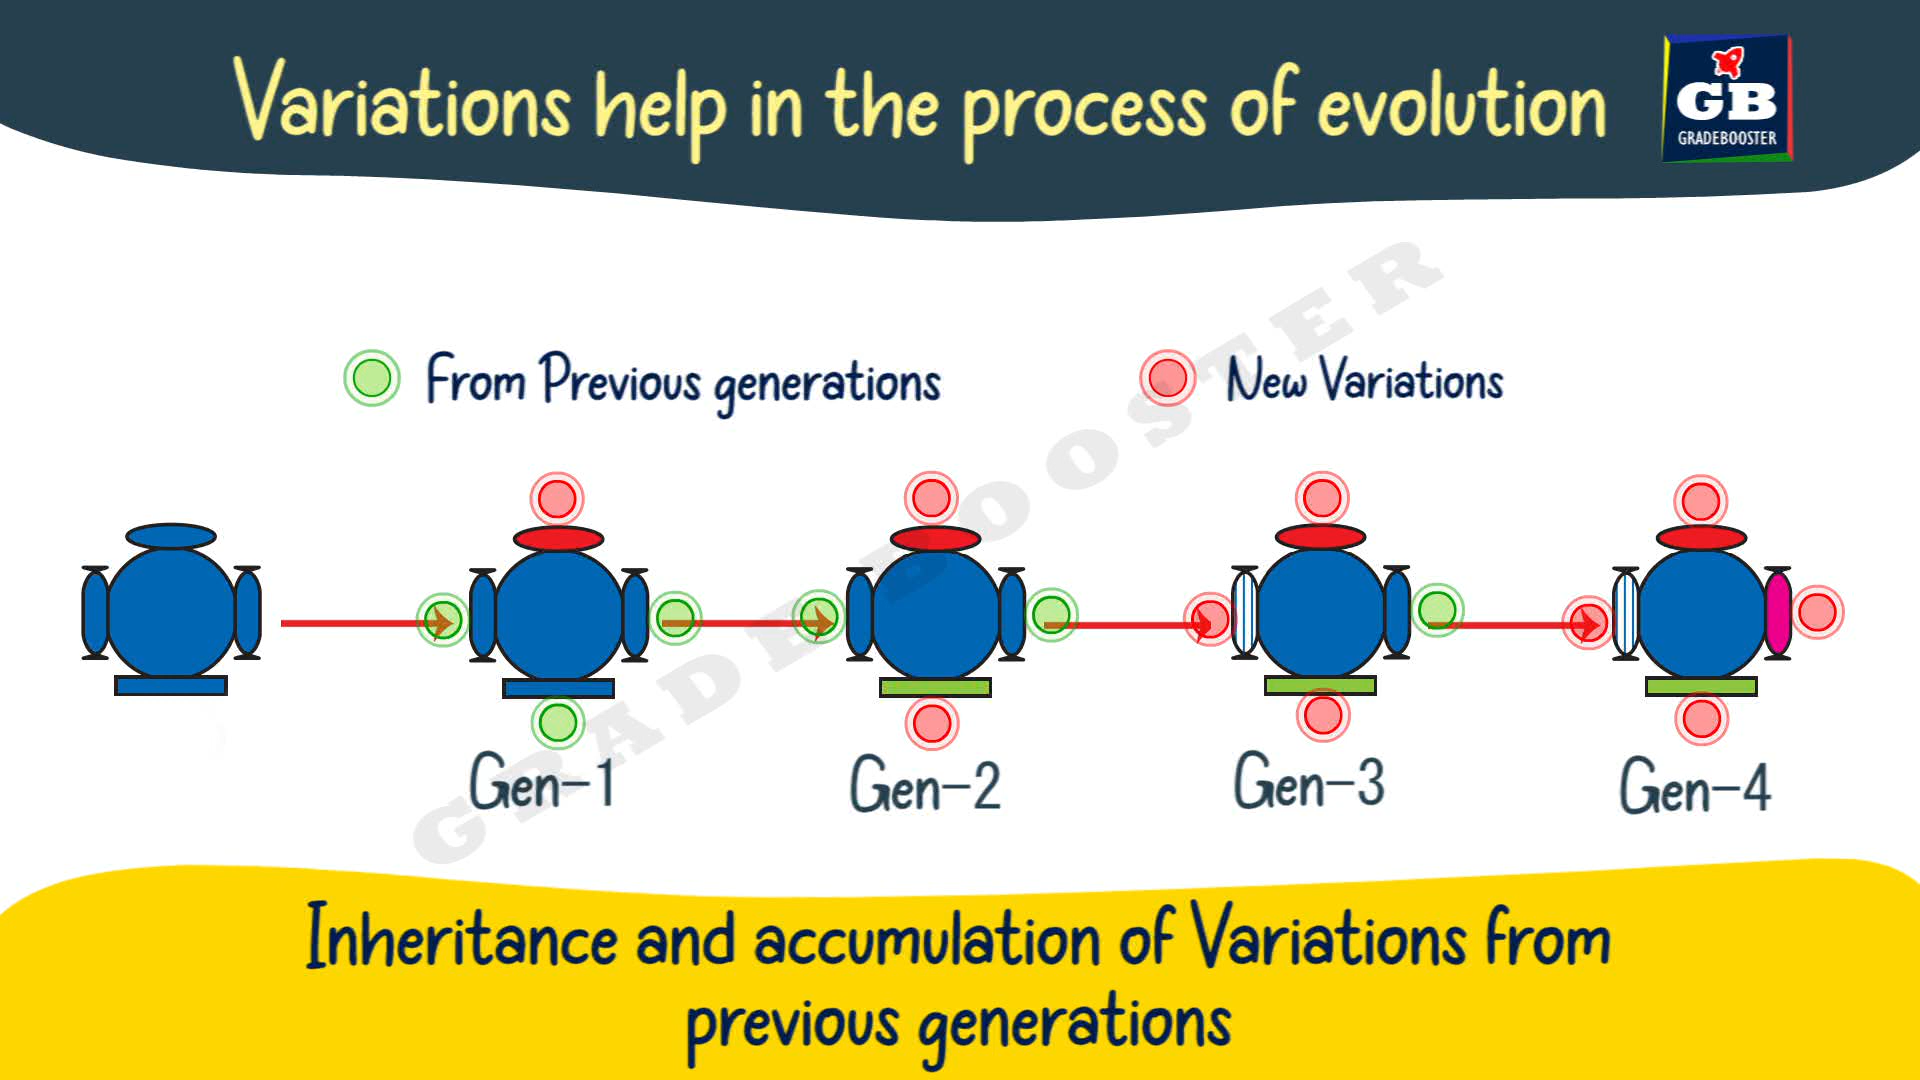 Variations help in the process of evolution
GB
GRADEBOOSTER
From Previous generations
New Variations
GRADEBOOSTER
Gen-1
Gen-2
Gen-3
Gen-4
Inheritance and accumulation of Variations from
previous generations